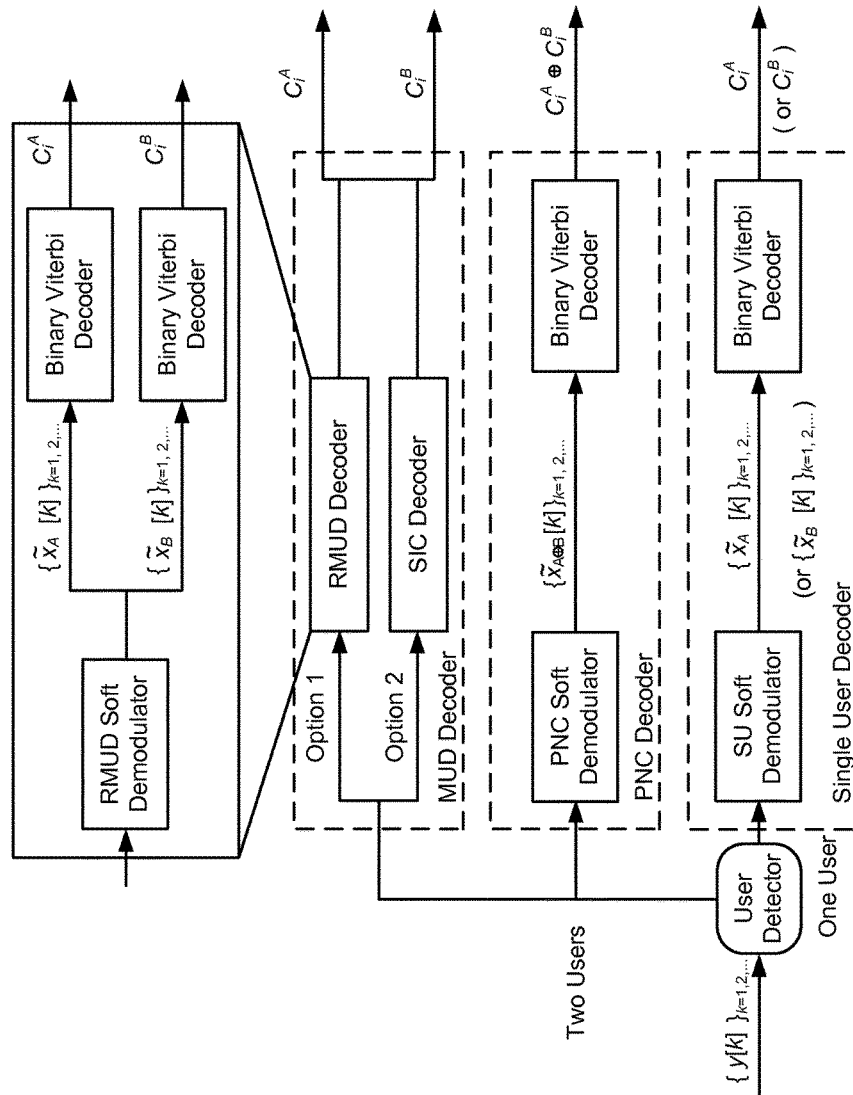 RMUD Soft
Demodulator
{ x̃_A [k] }_{k=1, 2,...}
{ x̃_B [k] }_{k=1, 2,...}
Binary Viterbi
Decoder
Binary Viterbi
Decoder
C_i^A
C_i^B
Option 1
Option 2
RMUD Decoder
SIC Decoder
MUD Decoder
C_i^A
C_i^B
Two Users
PNC Soft
Demodulator
{x̃_{A⊕B}[k]}_{k=1, 2,...}
Binary Viterbi
Decoder
C_i^A ⊕ C_i^B
PNC Decoder
{ y[k] }_{k=1,2,...}
User
Detector
One User
SU Soft
Demodulator
{ x̃_A [k] }_{k=1, 2,...}
(or { x̃_B [k] }_{k=1, 2,...})
Binary Viterbi
Decoder
C_i^A
( or C_i^B )
Single User Decoder